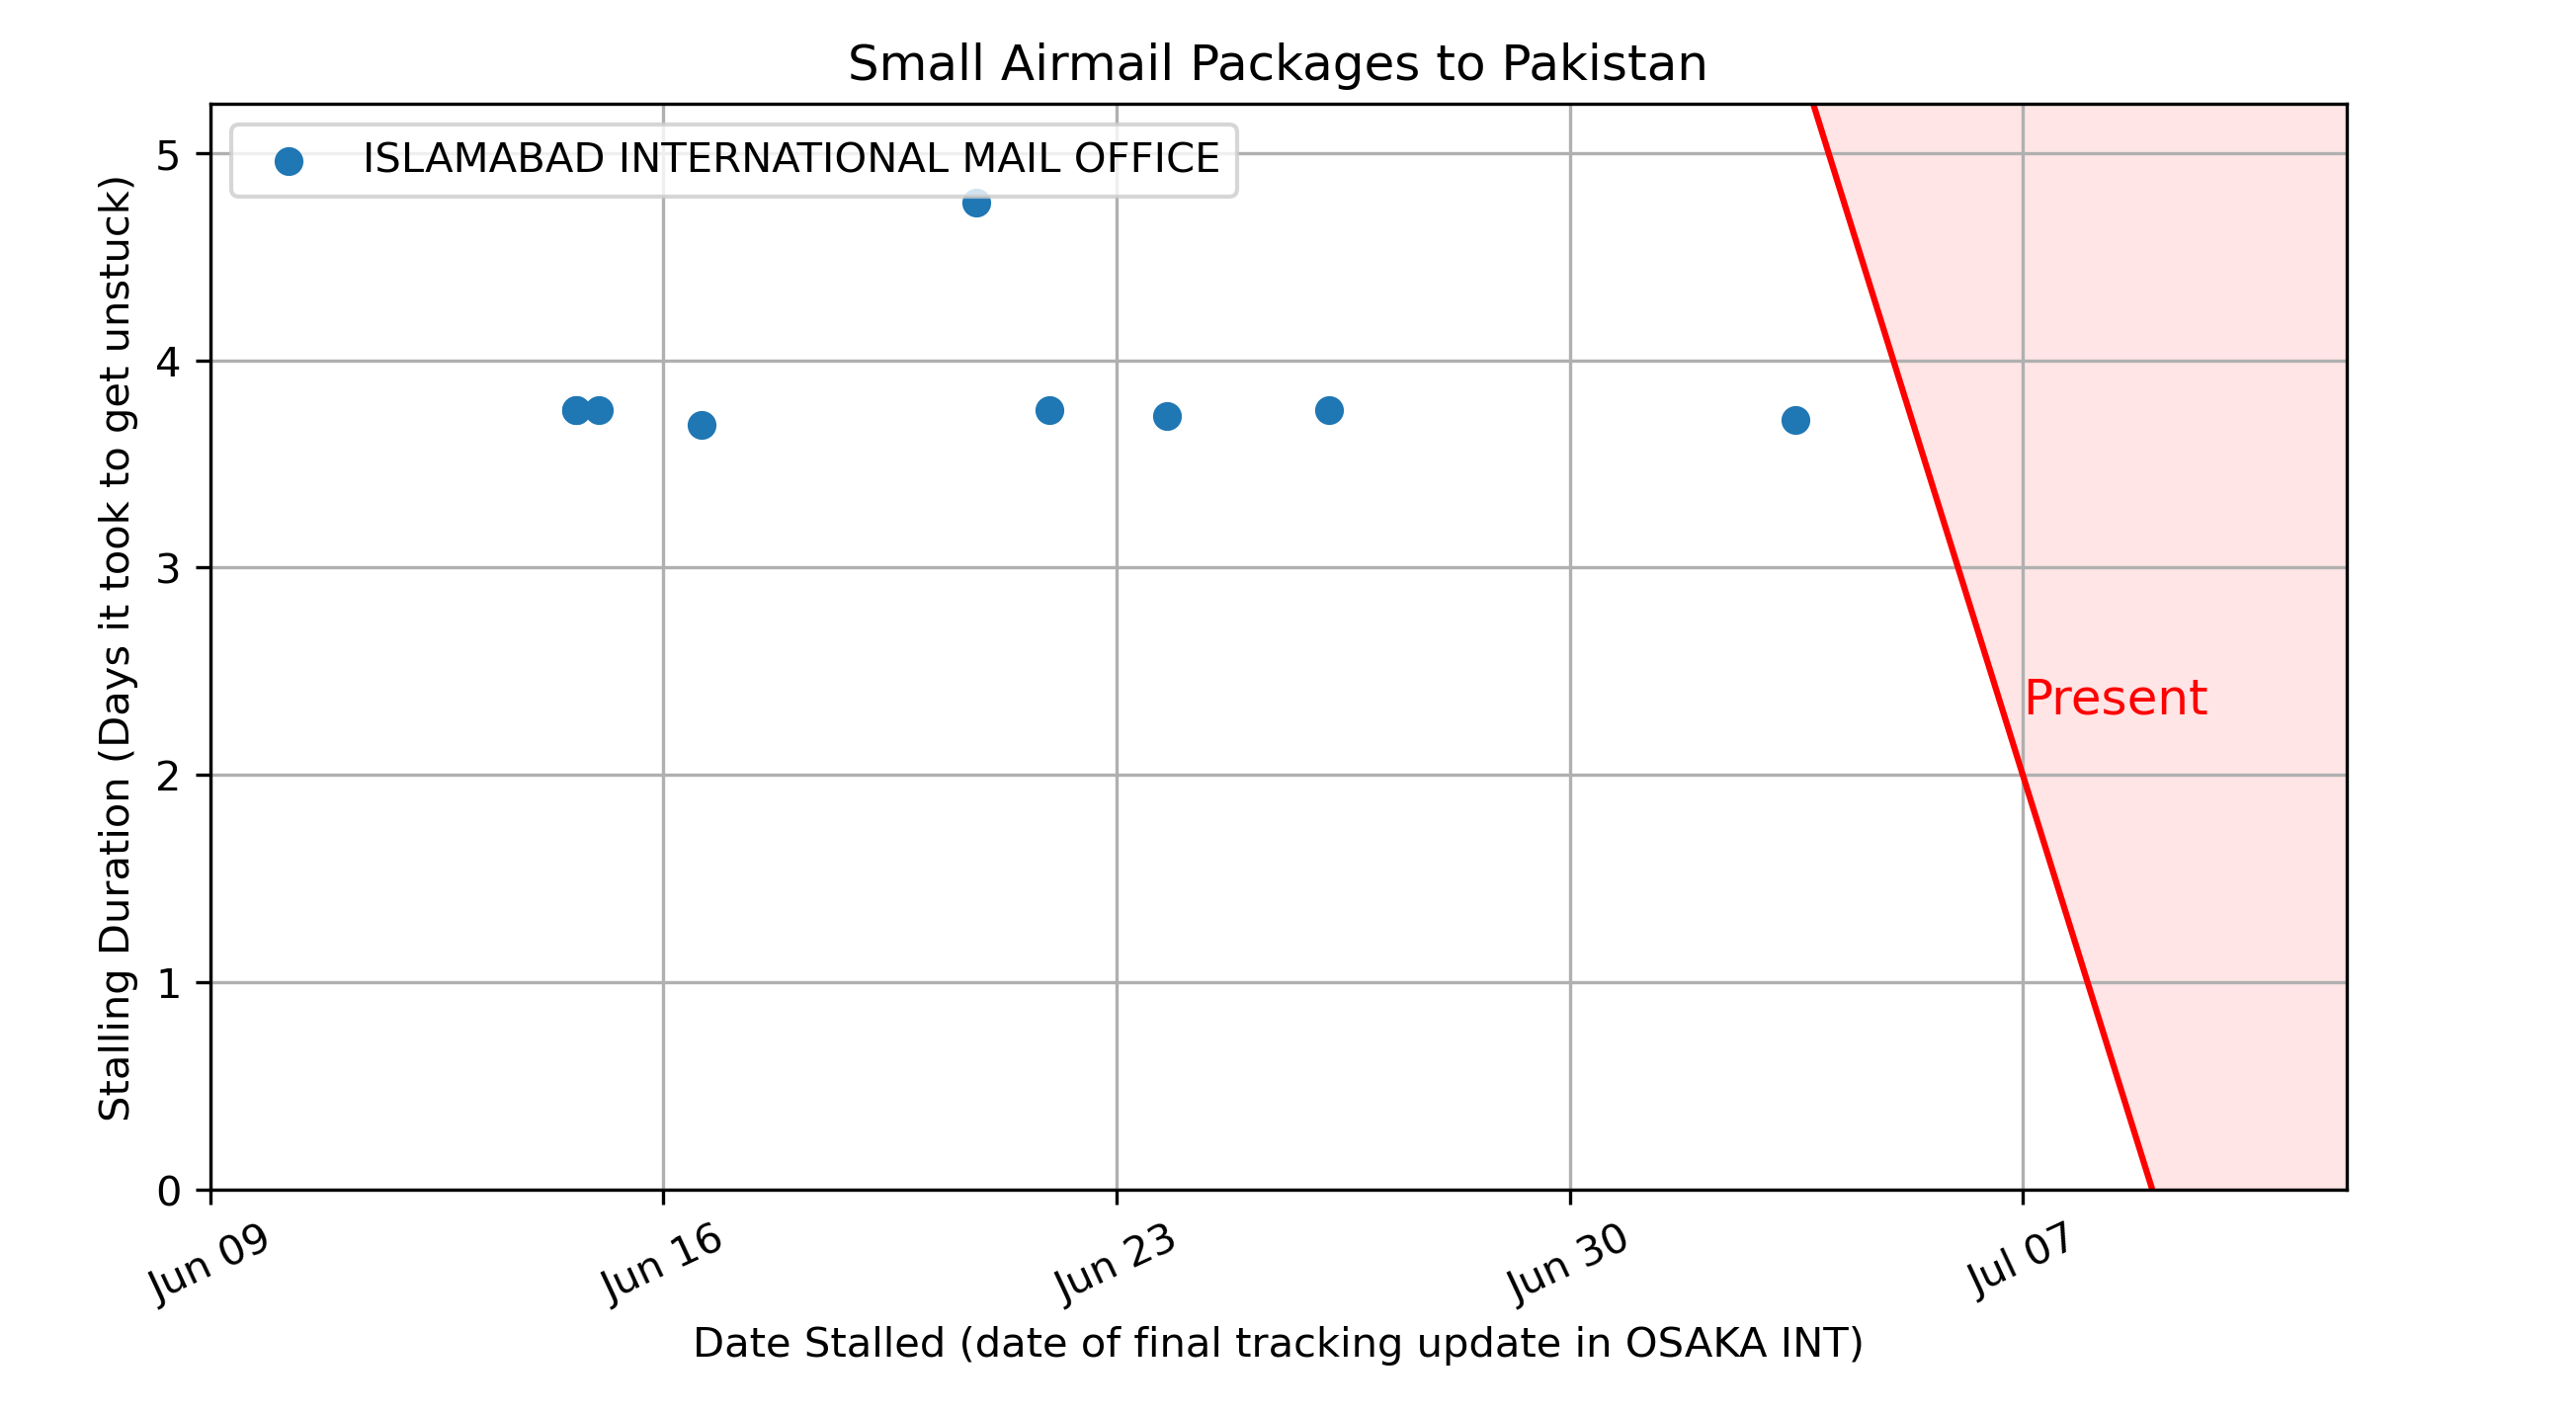 Small Airmail Packages to Pakistan
ISLAMABAD INTERNATIONAL MAIL OFFICE
Stalling Duration (Days it took to get unstuck)
5
4
3
2
1
0
Present
Jun 09
Jun 16
Jun 23
Jun 30
Jul 07
Date Stalled (date of final tracking update in OSAKA INT)